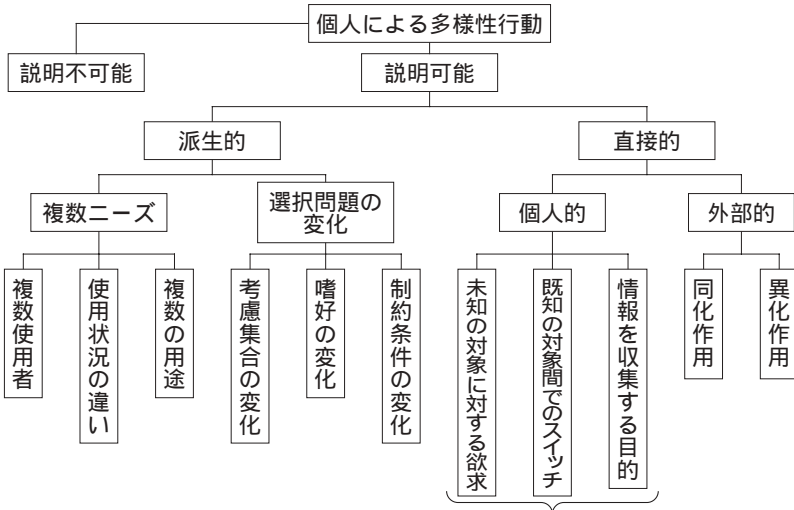 個人による多様性行動
説明不可能
説明可能
派生的
直接的
複数ニーズ
選択問題の
変化
個人的
外部的
複数使用者
使用状況の違い
複数の用途
考慮集合の変化
嗜好の変化
制約条件の変化
未知の対象に対する欲求
既知の対象間でのスイッチ
情報を収集する目的
同化作用
異化作用